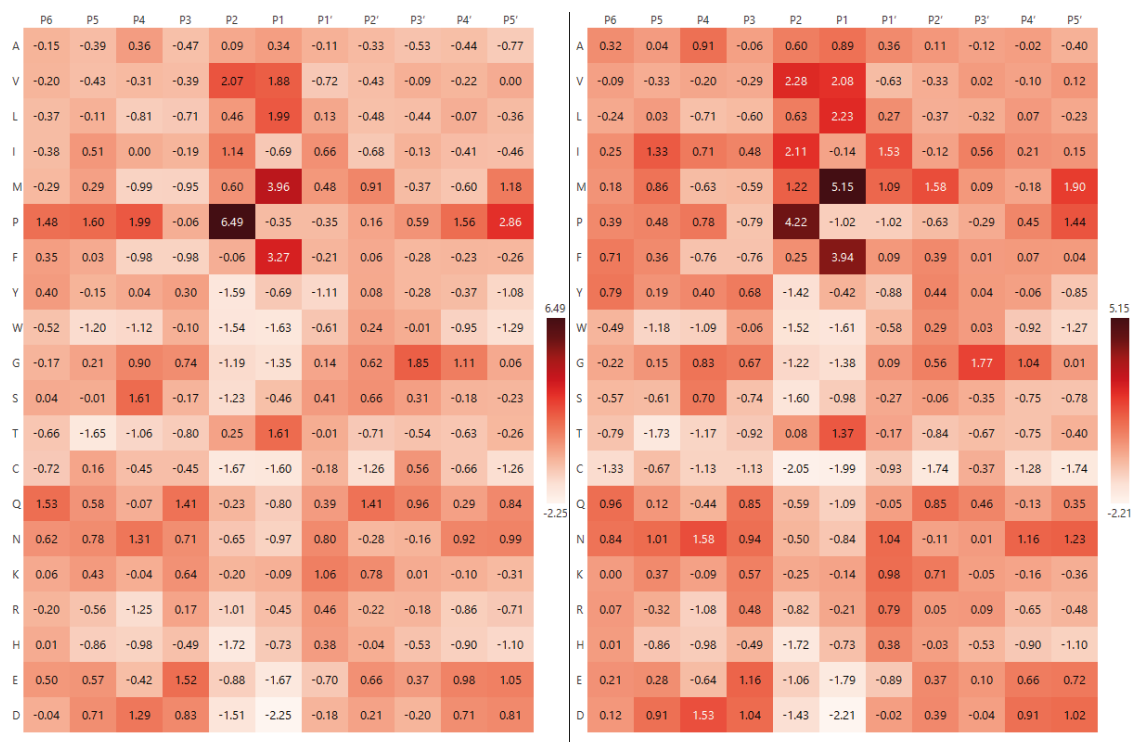 P6 P5 P4 P3 P2 P1 P1′ P2′ P3′ P4′ P5′
A -0.15 -0.39 0.36 -0.47 0.09 0.34 -0.11 -0.33 -0.53 -0.44 -0.77
V -0.20 -0.43 -0.31 -0.39 2.07 1.88 -0.72 -0.43 -0.09 -0.22 0.00
L -0.37 -0.11 -0.81 -0.71 0.46 1.99 0.13 -0.48 -0.44 -0.07 -0.36
I -0.38 0.51 0.00 -0.19 1.14 -0.69 0.66 -0.68 -0.13 -0.41 -0.46
M -0.29 0.29 -0.99 -0.95 0.60 3.96 0.48 0.91 -0.37 -0.60 1.18
P 1.48 1.60 1.99 -0.06 6.49 -0.35 -0.35 0.16 0.59 1.56 2.86
F 0.35 0.03 -0.98 -0.98 -0.06 3.27 -0.21 0.06 -0.28 -0.23 -0.26
Y 0.40 -0.15 0.04 0.30 -1.59 -0.69 -1.11 0.08 -0.28 -0.37 -1.08
W -0.52 -1.20 -1.12 -0.10 -1.54 -1.63 -0.61 0.24 -0.01 -0.95 -1.29
G -0.17 0.21 0.90 0.74 -1.19 -1.35 0.14 0.62 1.85 1.11 0.06
S 0.04 -0.01 1.61 -0.17 -1.23 -0.46 0.41 0.66 0.31 -0.18 -0.23
T -0.66 -1.65 -1.06 -0.80 0.25 1.61 -0.01 -0.71 -0.54 -0.63 -0.26
C -0.72 0.16 -0.45 -0.45 -1.67 -1.60 -0.18 -1.26 0.56 -0.66 -1.26
Q 1.53 0.58 -0.07 1.41 -0.23 -0.80 0.39 1.41 0.96 0.29 0.84
N 0.62 0.78 1.31 0.71 -0.65 -0.97 0.80 -0.28 -0.16 0.92 0.99
K 0.06 0.43 -0.04 0.64 -0.20 -0.09 1.06 0.78 0.01 -0.10 -0.31
R -0.20 -0.56 -1.25 0.17 -1.01 -0.45 0.46 -0.22 -0.18 -0.86 -0.71
H 0.01 -0.86 -0.98 -0.49 -1.72 -0.73 0.38 -0.04 -0.53 -0.90 -1.10
E 0.50 0.57 -0.42 1.52 -0.88 -1.67 -0.70 0.66 0.37 0.98 1.05
D -0.04 0.71 1.29 0.83 -1.51 -2.25 -0.18 0.21 -0.20 0.71 0.81
6.49
-2.25
P6 P5 P4 P3 P2 P1 P1′ P2′ P3′ P4′ P5′
A 0.32 0.04 0.91 -0.06 0.60 0.89 0.36 0.11 -0.12 -0.02 -0.40
V -0.09 -0.33 -0.20 -0.29 2.28 2.08 -0.63 -0.33 0.02 -0.10 0.12
L -0.24 0.03 -0.71 -0.60 0.63 2.23 0.27 -0.37 -0.32 0.07 -0.23
I 0.25 1.33 0.71 0.48 2.11 -0.14 1.53 -0.12 0.56 0.21 0.15
M 0.18 0.86 -0.63 -0.59 1.22 5.15 1.09 1.58 0.09 -0.18 1.90
P 0.39 0.48 0.78 -0.79 4.22 -1.02 -1.02 -0.63 -0.29 0.45 1.44
F 0.71 0.36 -0.76 -0.76 0.25 3.94 0.09 0.39 0.01 0.07 0.04
Y 0.79 0.19 0.40 0.68 -1.42 -0.42 -0.88 0.44 0.04 -0.06 -0.85
W -0.49 -1.18 -1.09 -0.06 -1.52 -1.61 -0.58 0.29 0.03 -0.92 -1.27
G -0.22 0.15 0.83 0.67 -1.22 -1.38 0.09 0.56 1.77 1.04 0.01
S -0.57 -0.61 0.70 -0.74 -1.60 -0.98 -0.27 -0.06 -0.35 -0.75 -0.78
T -0.79 -1.73 -1.17 -0.92 0.08 1.37 -0.17 -0.84 -0.67 -0.75 -0.40
C -1.33 -0.67 -1.13 -1.13 -2.05 -1.99 -0.93 -1.74 -0.37 -1.28 -1.74
Q 0.96 0.12 -0.44 0.85 -0.59 -1.09 -0.05 0.85 0.46 -0.13 0.35
N 0.84 1.01 1.58 0.94 -0.50 -0.84 1.04 -0.11 0.01 1.16 1.23
K 0.00 0.37 -0.09 0.57 -0.25 -0.14 0.98 0.71 -0.05 -0.16 -0.36
R 0.07 -0.32 -1.08 0.48 -0.82 -0.21 0.79 0.05 0.09 -0.65 -0.48
H 0.01 -0.86 -0.98 -0.49 -1.72 -0.73 0.38 -0.03 -0.53 -0.90 -1.10
E 0.21 0.28 -0.64 1.16 -1.06 -1.79 -0.89 0.37 0.10 0.66 0.72
D 0.12 0.91 1.53 1.04 -1.43 -2.21 -0.02 0.39 -0.04 0.91 1.02
5.15
-2.21